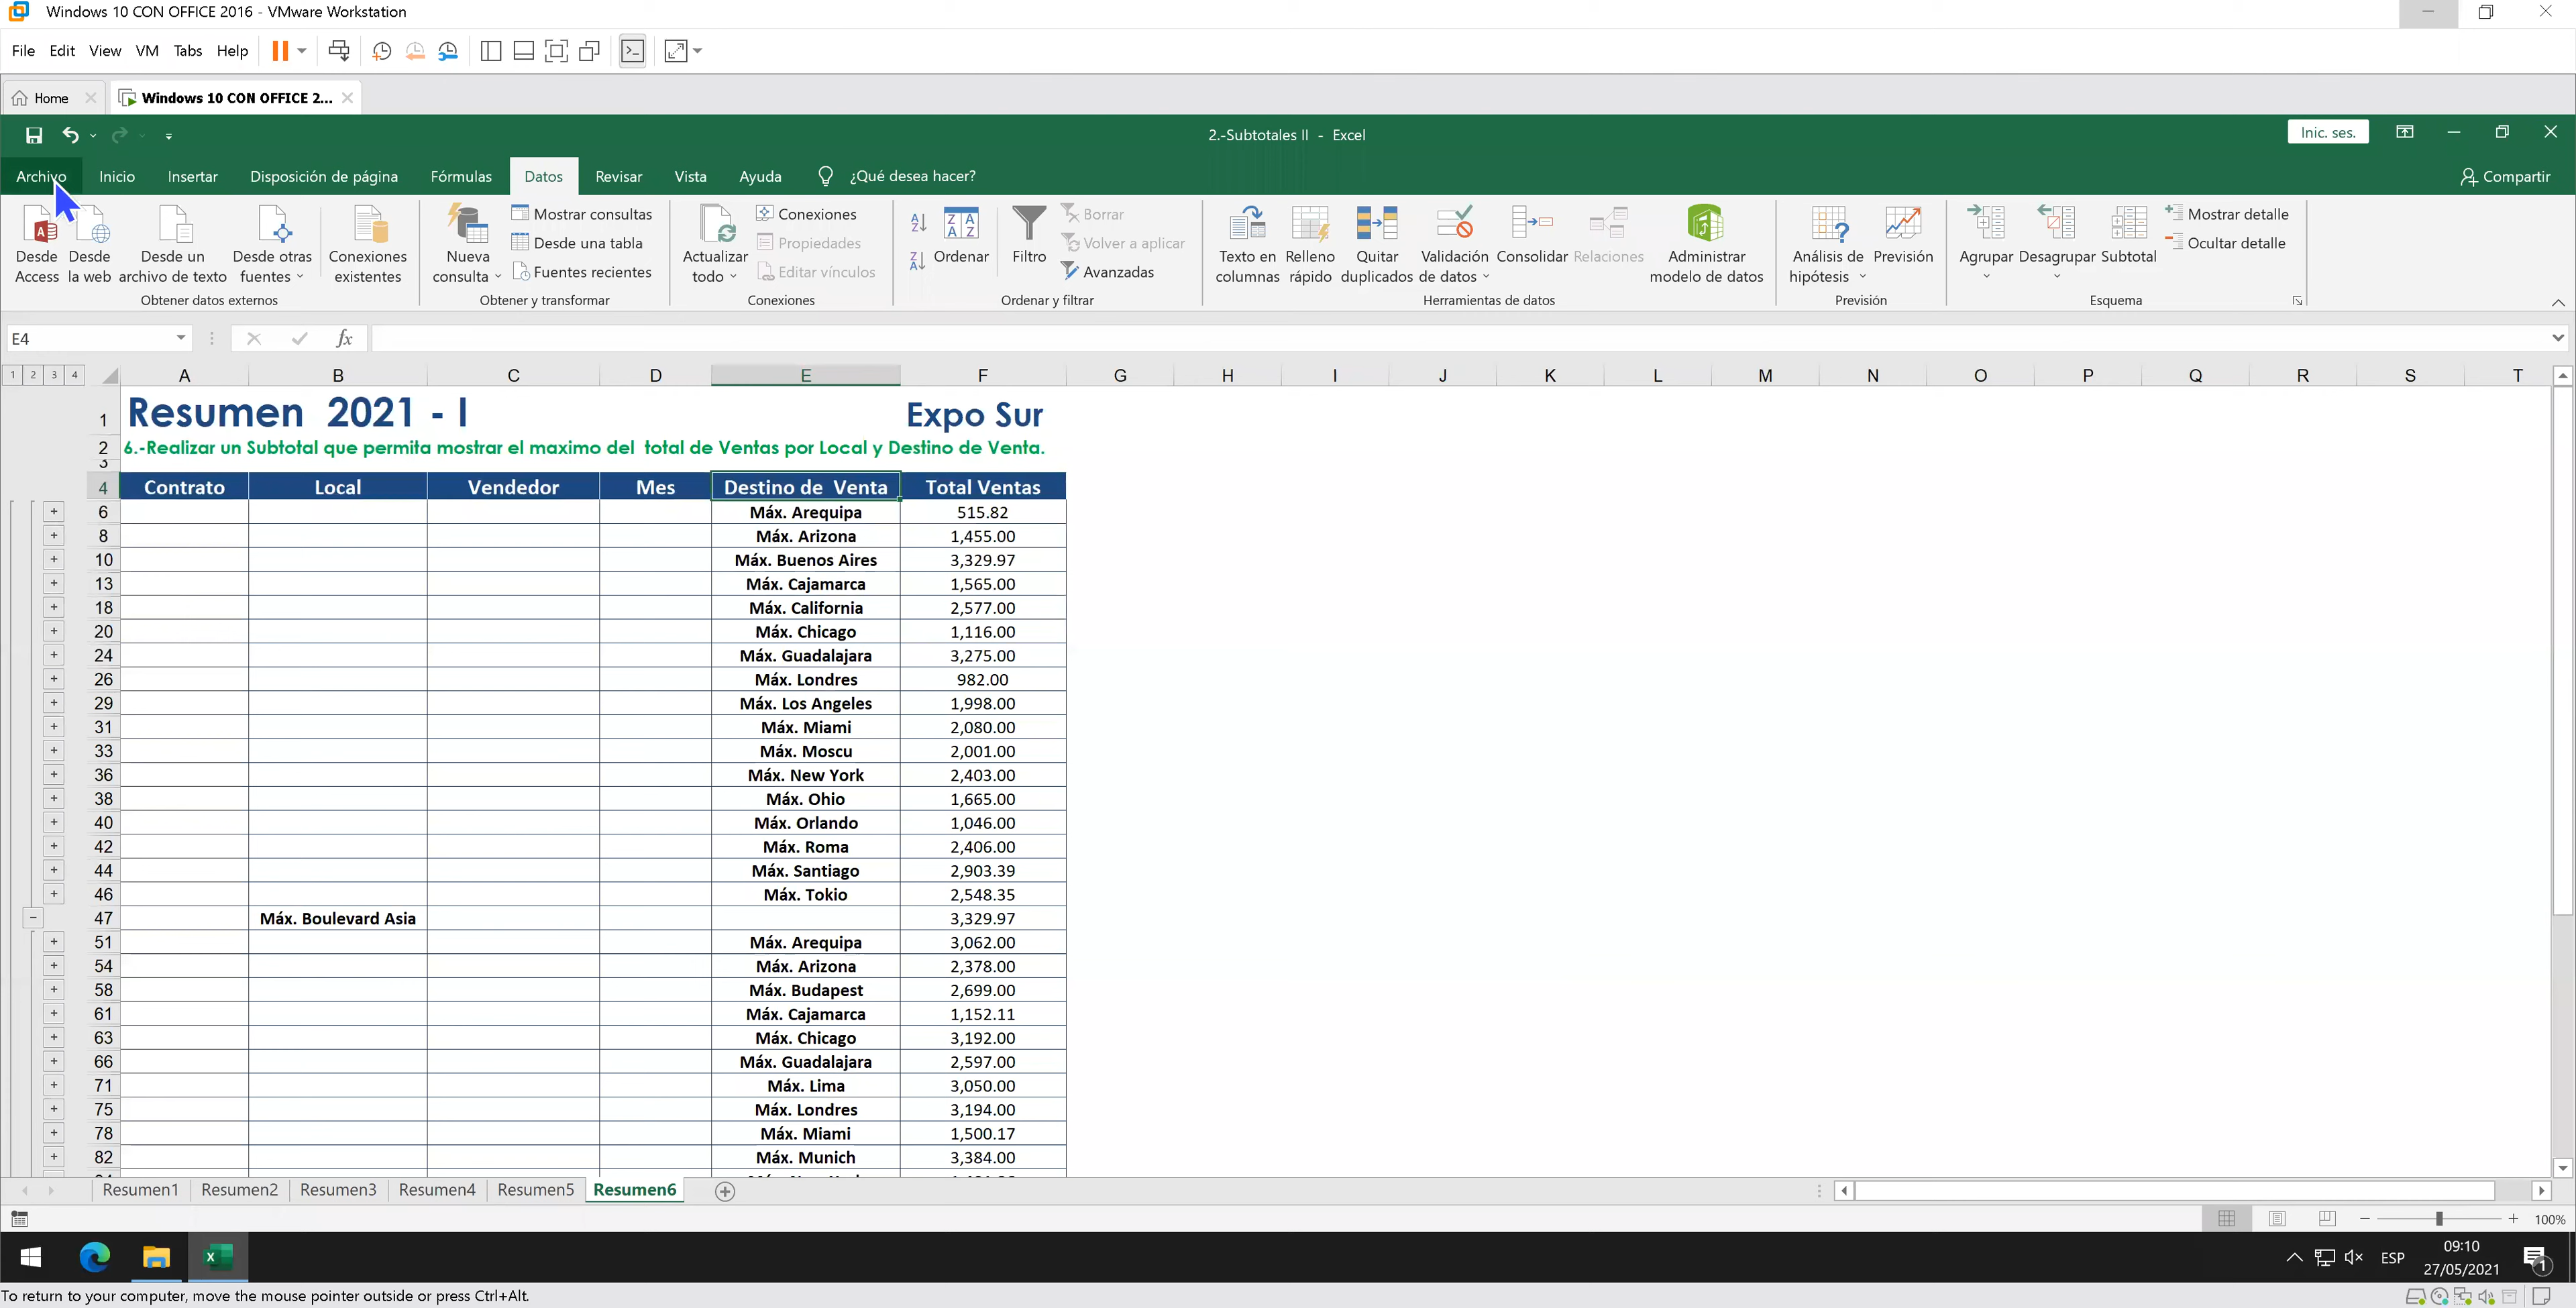 Windows 10 CON OFFICE 2016 - VMware Workstation
File Edit View VM Tabs Help
Home Windows 10 CON OFFICE 2...
2.-Subtotales II - Excel Inic. ses.
Archivo Inicio Insertar Disposición de página Fórmulas Datos Revisar Vista Ayuda ¿Qué desea hacer? Compartir
Desde Access
Desde la web
Desde un archivo de texto
Desde otras fuentes
Conexiones existentes
Obtener datos externos
Nueva consulta
Mostrar consultas
Desde una tabla
Fuentes recientes
Obtener y transformar
Actualizar todo
Conexiones
Propiedades
Editar vínculos
Conexiones
Ordenar
Filtro
Borrar
Volver a aplicar
Avanzadas
Ordenar y filtrar
Texto en columnas
Relleno rápido
Quitar duplicados
Validación de datos
Consolidar
Relaciones
Administrar modelo de datos
Herramientas de datos
Análisis de hipótesis
Previsión
Previsión
Agrupar
Desagrupar
Subtotal
Mostrar detalle
Ocultar detalle
Esquema
E4 fx
1 2 3 4 A B C D E F G H I J K L M N O P Q R S T
1 Resumen 2021 - I Expo Sur
2 6.-Realizar un Subtotal que permita mostrar el maximo del total de Ventas por Local y Destino de Venta.
3
4 Contrato Local Vendedor Mes Destino de Venta Total Ventas
6 Máx. Arequipa 515.82
8 Máx. Arizona 1,455.00
10 Máx. Buenos Aires 3,329.97
13 Máx. Cajamarca 1,565.00
18 Máx. California 2,577.00
20 Máx. Chicago 1,116.00
24 Máx. Guadalajara 3,275.00
26 Máx. Londres 982.00
29 Máx. Los Angeles 1,998.00
31 Máx. Miami 2,080.00
33 Máx. Moscu 2,001.00
36 Máx. New York 2,403.00
38 Máx. Ohio 1,665.00
40 Máx. Orlando 1,046.00
42 Máx. Roma 2,406.00
44 Máx. Santiago 2,903.39
46 Máx. Tokio 2,548.35
47 Máx. Boulevard Asia 3,329.97
51 Máx. Arequipa 3,062.00
54 Máx. Arizona 2,378.00
58 Máx. Budapest 2,699.00
61 Máx. Cajamarca 1,152.11
63 Máx. Chicago 3,192.00
66 Máx. Guadalajara 2,597.00
71 Máx. Lima 3,050.00
75 Máx. Londres 3,194.00
78 Máx. Miami 1,500.17
82 Máx. Munich 3,384.00
Resumen1 Resumen2 Resumen3 Resumen4 Resumen5 Resumen6
100%
ESP 09:10
27/05/2021 1
To return to your computer, move the mouse pointer outside or press Ctrl+Alt.